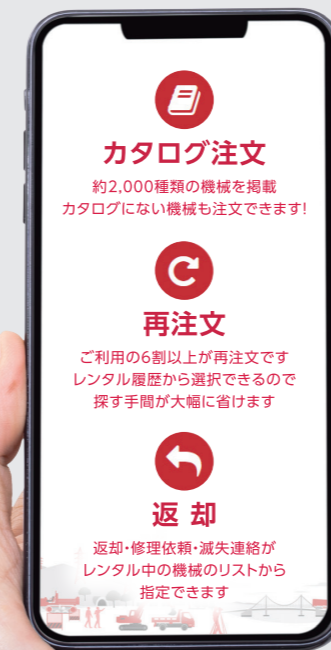 カタログ注文
約2,000種類の機械を掲載
カタログにない機械も注文できます!
再注文
ご利用の6割以上が再注文です
レンタル履歴から選択できるので
探す手間が大幅に省けます
返 却
返却・修理依頼・滅失連絡が
レンタル中の機械のリストから
指定できます